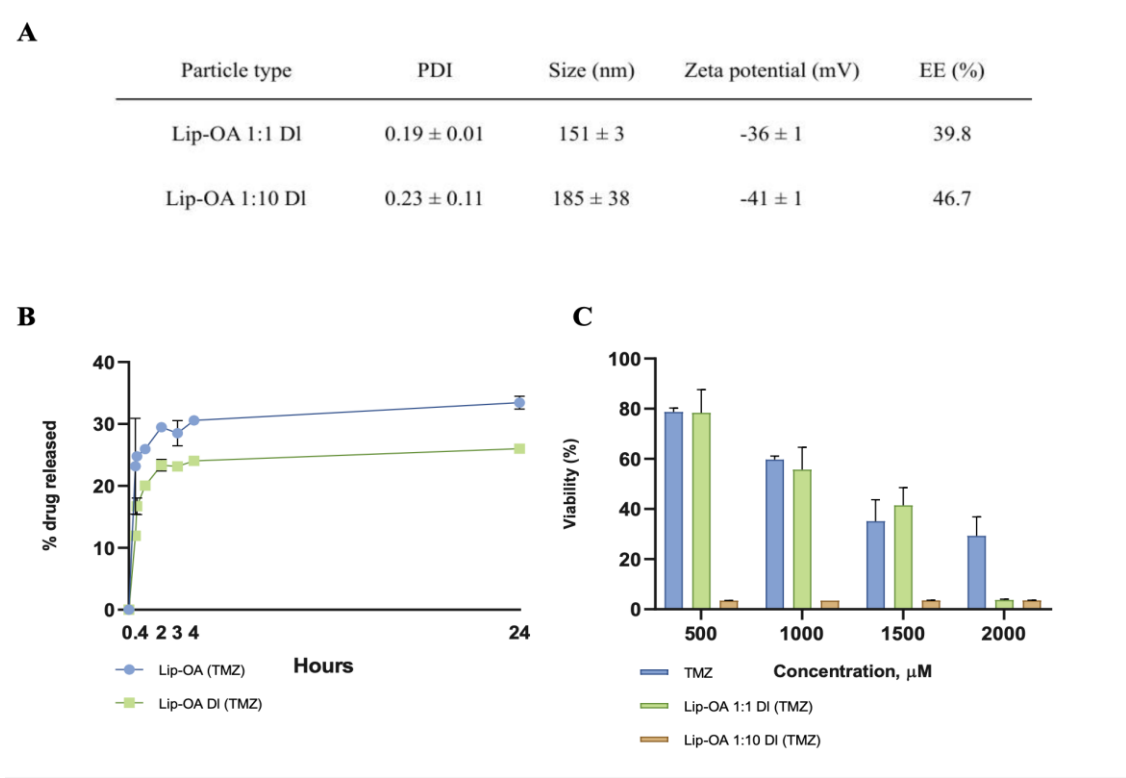 A
Particle type PDI Size (nm) Zeta potential (mV) EE (%)
Lip-OA 1:1 Dl 0.19 ± 0.01 151 ± 3 -36 ± 1 39.8
Lip-OA 1:10 Dl 0.23 ± 0.11 185 ± 38 -41 ± 1 46.7
B
% drug released
40
30
20
10
0
0.4 2 3 4 24
Hours
Lip-OA (TMZ)
Lip-OA Dl (TMZ)
C
Viability (%)
100
80
60
40
20
0
500 1000 1500 2000
Concentration, μM
TMZ
Lip-OA 1:1 Dl (TMZ)
Lip-OA 1:10 Dl (TMZ)